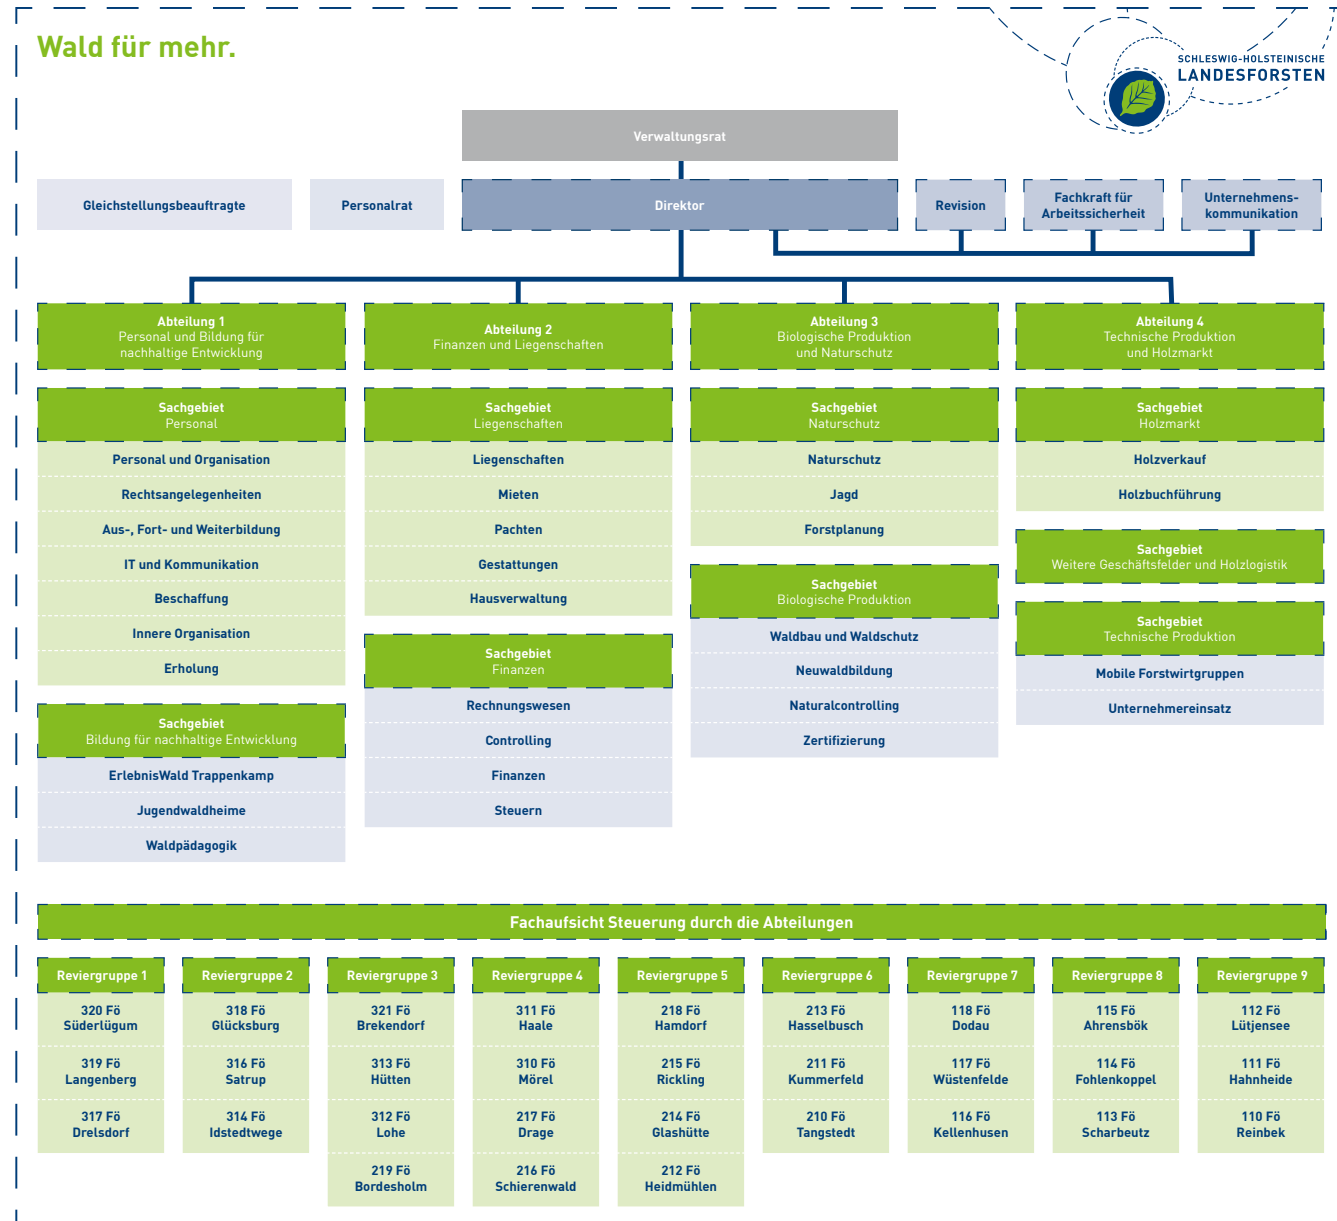 Wald für mehr.
SCHLESWIG-HOLSTEINISCHE
LANDESFORSTEN
Verwaltungsrat
Gleichstellungsbeauftragte
Personalrat
Direktor
Revision
Fachkraft für
Arbeitssicherheit
Unternehmens-
kommunikation
Abteilung 1
Personal und Bildung für
nachhaltige Entwicklung
Sachgebiet
Personal
Personal und Organisation
Rechtsangelegenheiten
Aus-, Fort- und Weiterbildung
IT und Kommunikation
Beschaffung
Innere Organisation
Erholung
Sachgebiet
Bildung für nachhaltige Entwicklung
ErlebnisWald Trappenkamp
Jugendwaldheime
Waldpädagogik
Abteilung 2
Finanzen und Liegenschaften
Sachgebiet
Liegenschaften
Liegenschaften
Mieten
Pachten
Gestattungen
Hausverwaltung
Sachgebiet
Finanzen
Rechnungswesen
Controlling
Finanzen
Steuern
Abteilung 3
Biologische Produktion
und Naturschutz
Sachgebiet
Naturschutz
Naturschutz
Jagd
Forstplanung
Sachgebiet
Biologische Produktion
Waldbau und Waldschutz
Neuwaldbildung
Naturalcontrolling
Zertifizierung
Abteilung 4
Technische Produktion
und Holzmarkt
Sachgebiet
Holzmarkt
Holzverkauf
Holzbuchführung
Sachgebiet
Weitere Geschäftsfelder und Holzlogistik
Sachgebiet
Technische Produktion
Mobile Forstwirtgruppen
Unternehmereinsatz
Fachaufsicht Steuerung durch die Abteilungen
Reviergruppe 1
320 Fö
Süderlügum
319 Fö
Langenberg
317 Fö
Drelsdorf
Reviergruppe 2
318 Fö
Glücksburg
316 Fö
Satrup
314 Fö
Idstedtwege
Reviergruppe 3
321 Fö
Brekendorf
313 Fö
Hütten
312 Fö
Lohe
219 Fö
Bordesholm
Reviergruppe 4
311 Fö
Haale
310 Fö
Mörel
217 Fö
Drage
216 Fö
Schierenwald
Reviergruppe 5
218 Fö
Hamdorf
215 Fö
Rickling
214 Fö
Glashütte
212 Fö
Heidmühlen
Reviergruppe 6
213 Fö
Hasselbusch
211 Fö
Kummerfeld
210 Fö
Tangstedt
Reviergruppe 7
118 Fö
Dodau
117 Fö
Wüstenfelde
116 Fö
Kellenhusen
Reviergruppe 8
115 Fö
Ahrensbök
114 Fö
Fohlenkoppel
113 Fö
Scharbeutz
Reviergruppe 9
112 Fö
Lütjensee
111 Fö
Hahnheide
110 Fö
Reinbek